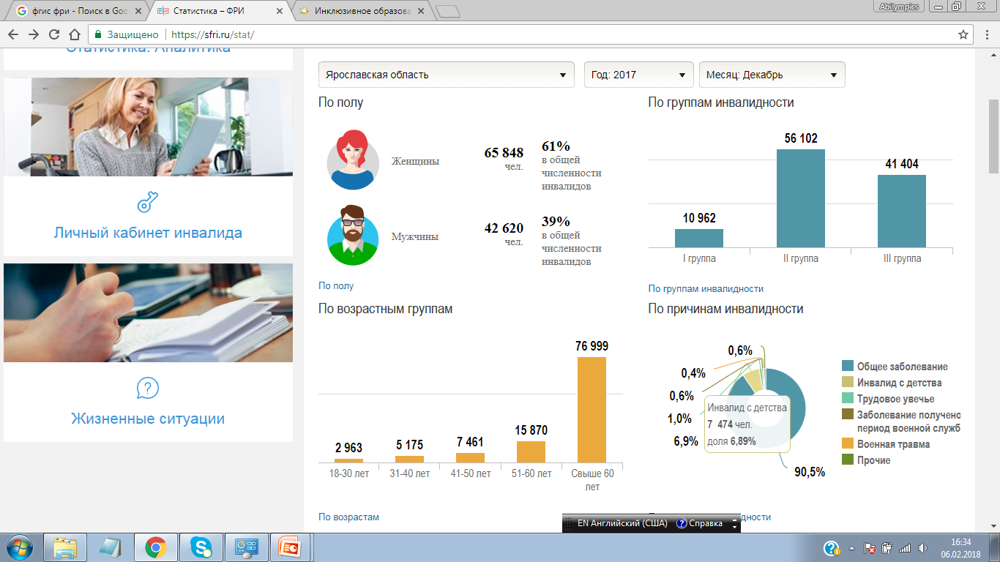 фгис фри - Поиск в Goo
Статистика – ФРИ
Инклюзивное образова
Abilympics
Защищено
https://sfri.ru/stat/
Статистика. Аналитика
Личный кабинет инвалида
Жизненные ситуации
Ярославская область
Год: 2017
Месяц: Декабрь
По полу
Женщины
65 848
чел.
61%
в общей
численности
инвалидов
Мужчины
42 620
чел.
39%
в общей
численности
инвалидов
По полу
По группам инвалидности
56 102
41 404
10 962
I группа
II группа
III группа
По группам инвалидности
По возрастным группам
76 999
15 870
7 461
5 175
2 963
18-30 лет
31-40 лет
41-50 лет
51-60 лет
Свыше 60
лет
По возрастам
По причинам инвалидности
0,6%
0,4%
0,6%
1,0%
6,9%
90,5%
Инвалид с детства
7 474 чел.
доля 6,89%
Общее заболевание
Инвалид с детства
Трудовое увечье
Заболевание получено
период военной служб
Военная травма
Прочие
дности
EN Английский (США)
Справка
16:34
06.02.2018